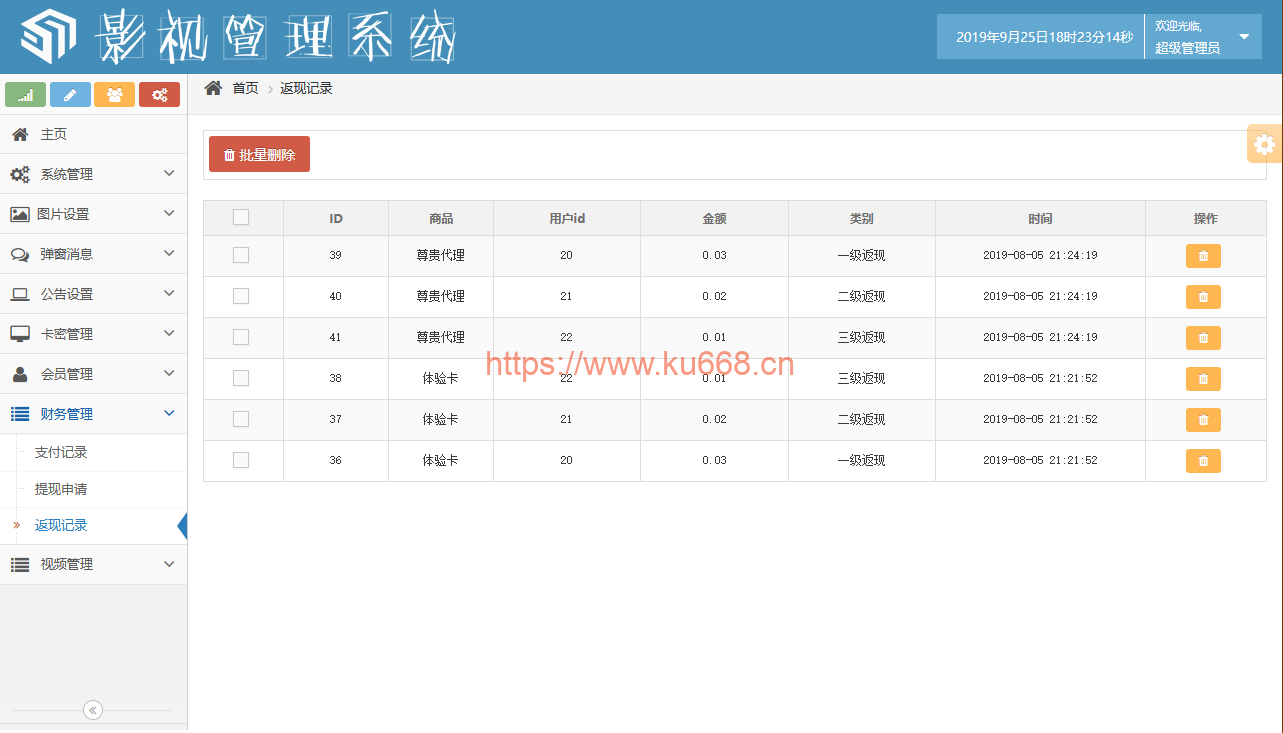 影视管理系统
2019年9月25日18时23分14秒
欢迎光临,
超级管理员
首页 > 返现记录
主页
系统管理
图片设置
弹窗消息
公告设置
卡密管理
会员管理
财务管理
支付记录
提现申请
» 返现记录
视频管理
批量删除
ID 商品 用户id 金额 类别 时间 操作
39 尊贵代理 20 0.03 一级返现 2019-08-05 21:24:19
40 尊贵代理 21 0.02 二级返现 2019-08-05 21:24:19
41 尊贵代理 22 0.01 三级返现 2019-08-05 21:24:19
https://www.ku668.cn
38 体验卡 22 0.01 三级返现 2019-08-05 21:21:52
37 体验卡 21 0.02 二级返现 2019-08-05 21:21:52
36 体验卡 20 0.03 一级返现 2019-08-05 21:21:52